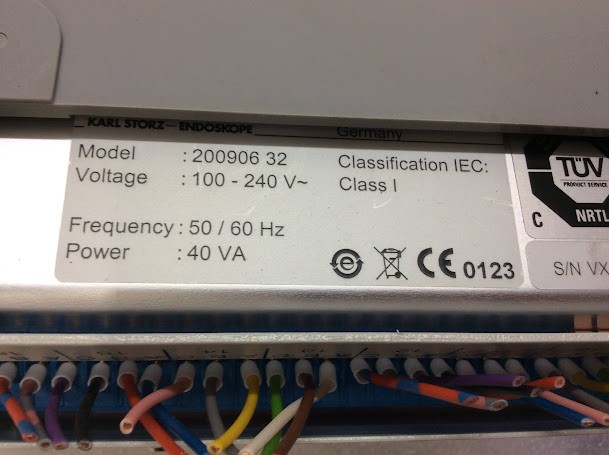 KARL STORZ — ENDOSKOPE
Germany
Model : 200906 32
Voltage : 100 - 240 V~
Classification IEC:
Class I
Frequency : 50 / 60 Hz
Power : 40 VA
e
CE 0123
TÜV
PRODUCT SERVICE
C
NRTL
S/N VX